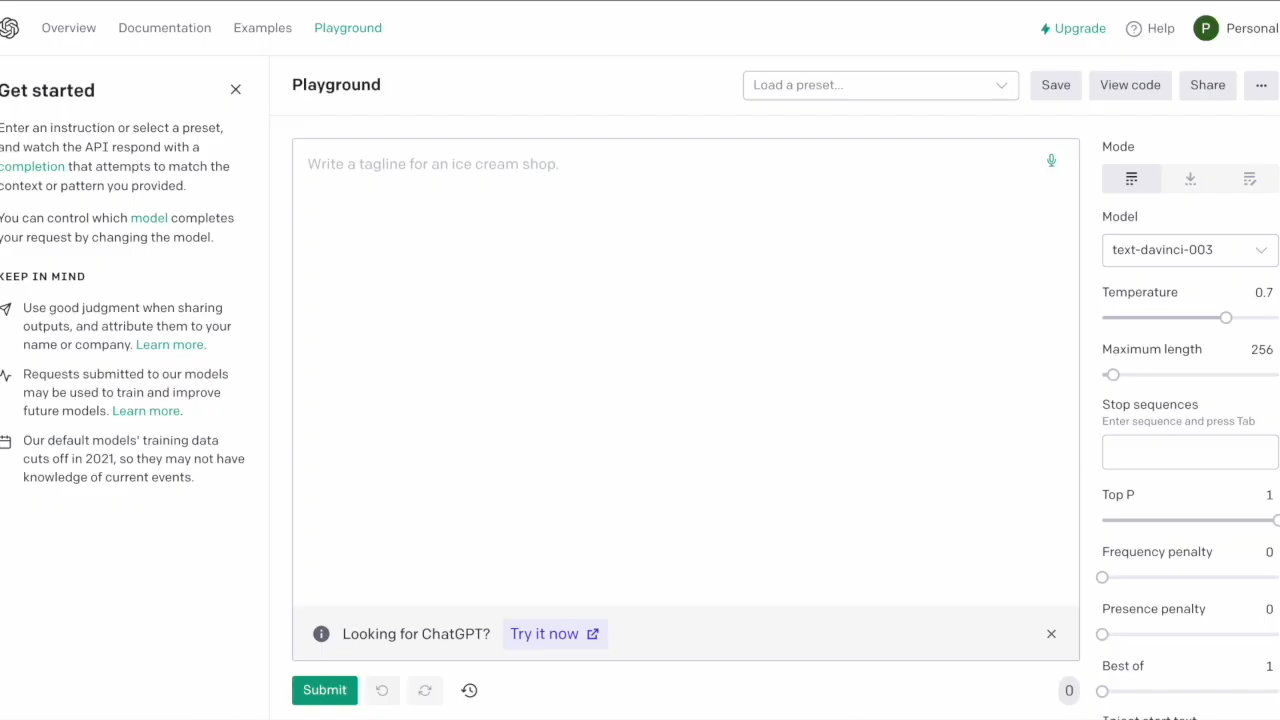 Overview Documentation Examples Playground
Upgrade Help P Personal
Get started
Enter an instruction or select a preset,
and watch the API respond with a
completion that attempts to match the
context or pattern you provided.
You can control which model completes
your request by changing the model.
KEEP IN MIND
Use good judgment when sharing
outputs, and attribute them to your
name or company. Learn more.
Requests submitted to our models
may be used to train and improve
future models. Learn more.
Our default models' training data
cuts off in 2021, so they may not have
knowledge of current events.
Playground
Load a preset...
Save View code Share ...
Write a tagline for an ice cream shop.
Looking for ChatGPT? Try it now
Submit
0
Mode
Model
text-davinci-003
Temperature 0.7
Maximum length 256
Stop sequences
Enter sequence and press Tab
Top P 1
Frequency penalty 0
Presence penalty 0
Best of 1
Inject start text